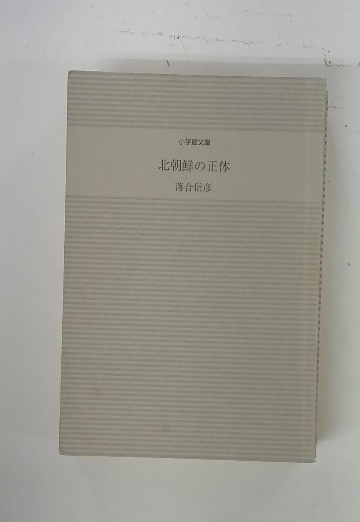 小学館文庫
北朝鮮の正体
落合信彦